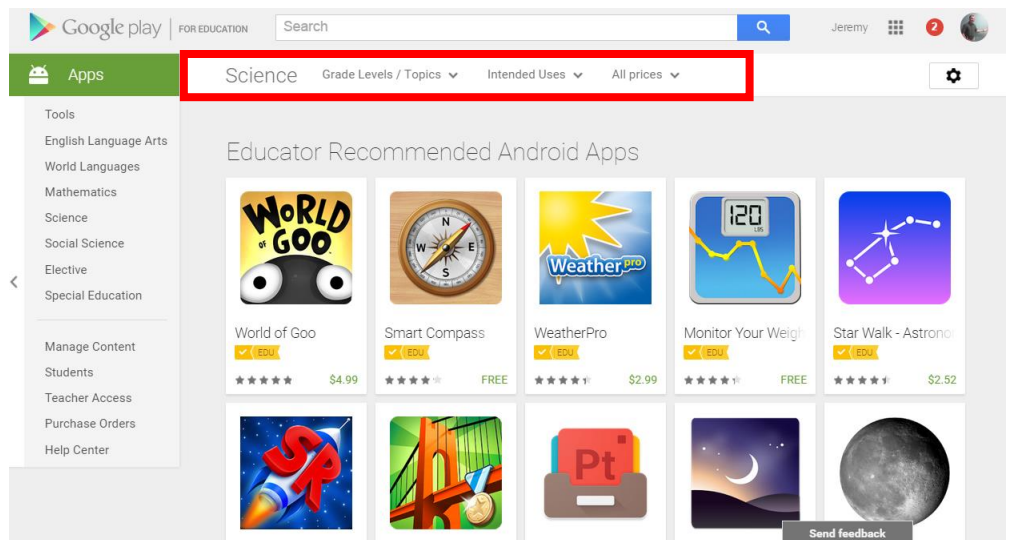 Google play | FOR EDUCATION Search Jeremy 2
Apps Science Grade Levels / Topics Intended Uses All prices
Tools
English Language Arts
World Languages
Mathematics
Science
Social Science
Elective
Special Education
Manage Content
Students
Teacher Access
Purchase Orders
Help Center
Educator Recommended Android Apps
WORLD
OF GOO
N
W E
S
Weather pro
120
LBS
World of Goo Smart Compass WeatherPro Monitor Your Weigh Star Walk - Astrono
EDU EDU EDU EDU EDU
$4.99 FREE $2.99 FREE $2.52
SR
Pt
Send feedback